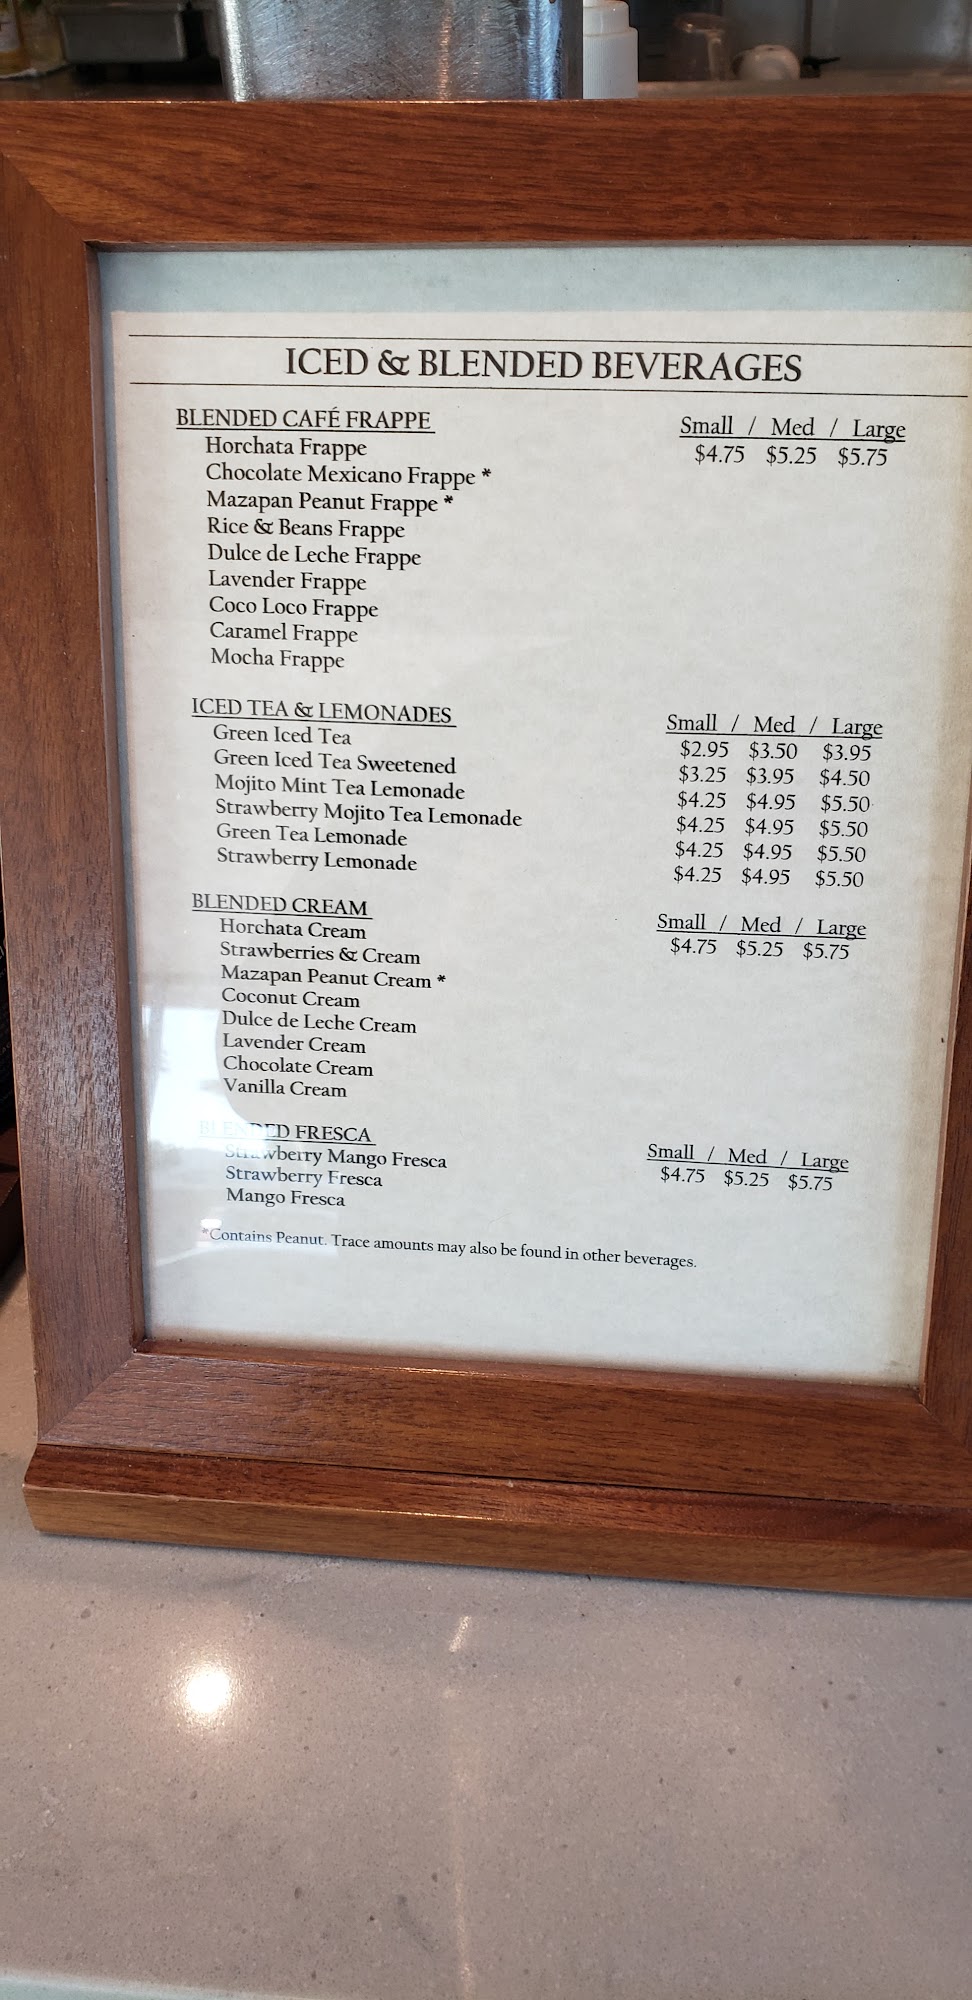 ICED & BLENDED BEVERAGES
BLENDED CAFÉ FRAPPE Small / Med / Large
Horchata Frappe $4.75 $5.25 $5.75
Chocolate Mexicano Frappe *
Mazapan Peanut Frappe *
Rice & Beans Frappe
Dulce de Leche Frappe
Lavender Frappe
Coco Loco Frappe
Caramel Frappe
Mocha Frappe
ICED TEA & LEMONADES Small / Med / Large
Green Iced Tea $2.95 $3.50 $3.95
Green Iced Tea Sweetened $3.25 $3.95 $4.50
Mojito Mint Tea Lemonade $4.25 $4.95 $5.50
Strawberry Mojito Tea Lemonade $4.25 $4.95 $5.50
Green Tea Lemonade $4.25 $4.95 $5.50
Strawberry Lemonade $4.25 $4.95 $5.50
BLENDED CREAM Small / Med / Large
Horchata Cream $4.75 $5.25 $5.75
Strawberries & Cream
Mazapan Peanut Cream *
Coconut Cream
Dulce de Leche Cream
Lavender Cream
Chocolate Cream
Vanilla Cream
BLENDED FRESCA Small / Med / Large
Strawberry Mango Fresca $4.75 $5.25 $5.75
Strawberry Fresca
Mango Fresca
*Contains Peanut. Trace amounts may also be found in other beverages.